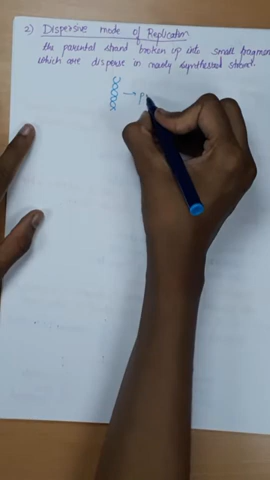 2) Dispersive mode of Replication
the parental strand broken up into small fragmen
which are disperse in newly synthesized strand.
→ p